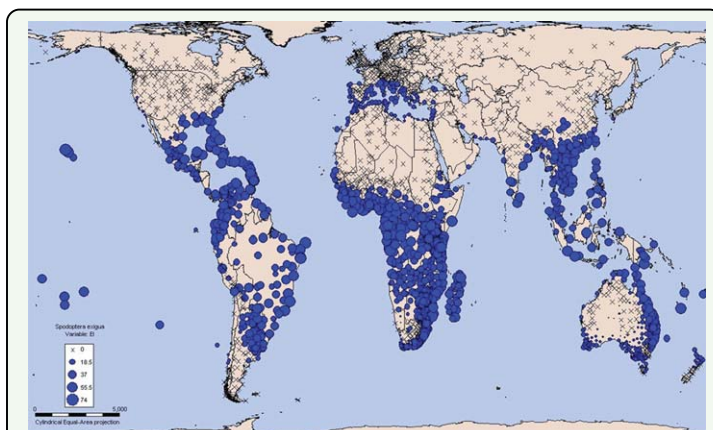 Spodoptera exigua
Variable: EI
× 0
18.5
37
55.5
74
0 5,000
Cylindrical Equal-Area projection